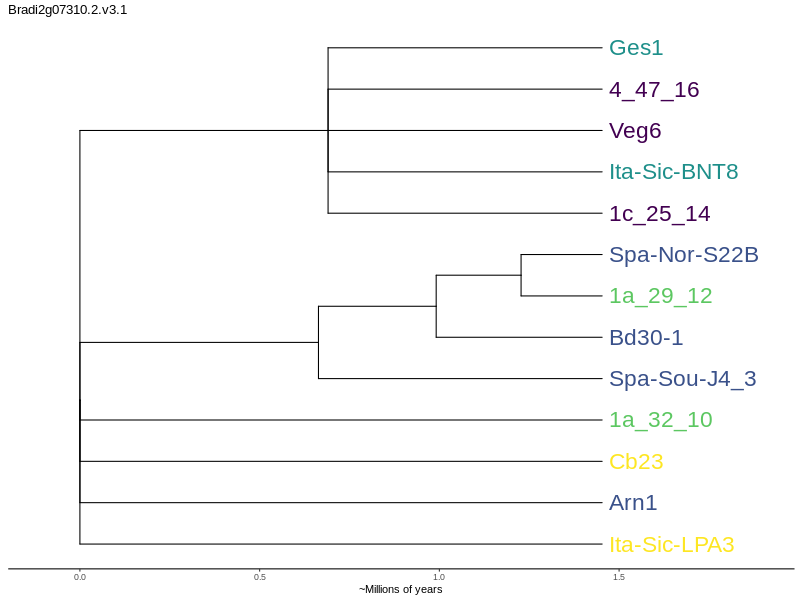 Bradi2g07310.2.v3.1
Ges1
4_47_16
Veg6
Ita-Sic-BNT8
1c_25_14
Spa-Nor-S22B
1a_29_12
Bd30-1
Spa-Sou-J4_3
1a_32_10
Cb23
Arn1
Ita-Sic-LPA3
0.0 0.5 1.0 1.5
~Millions of years